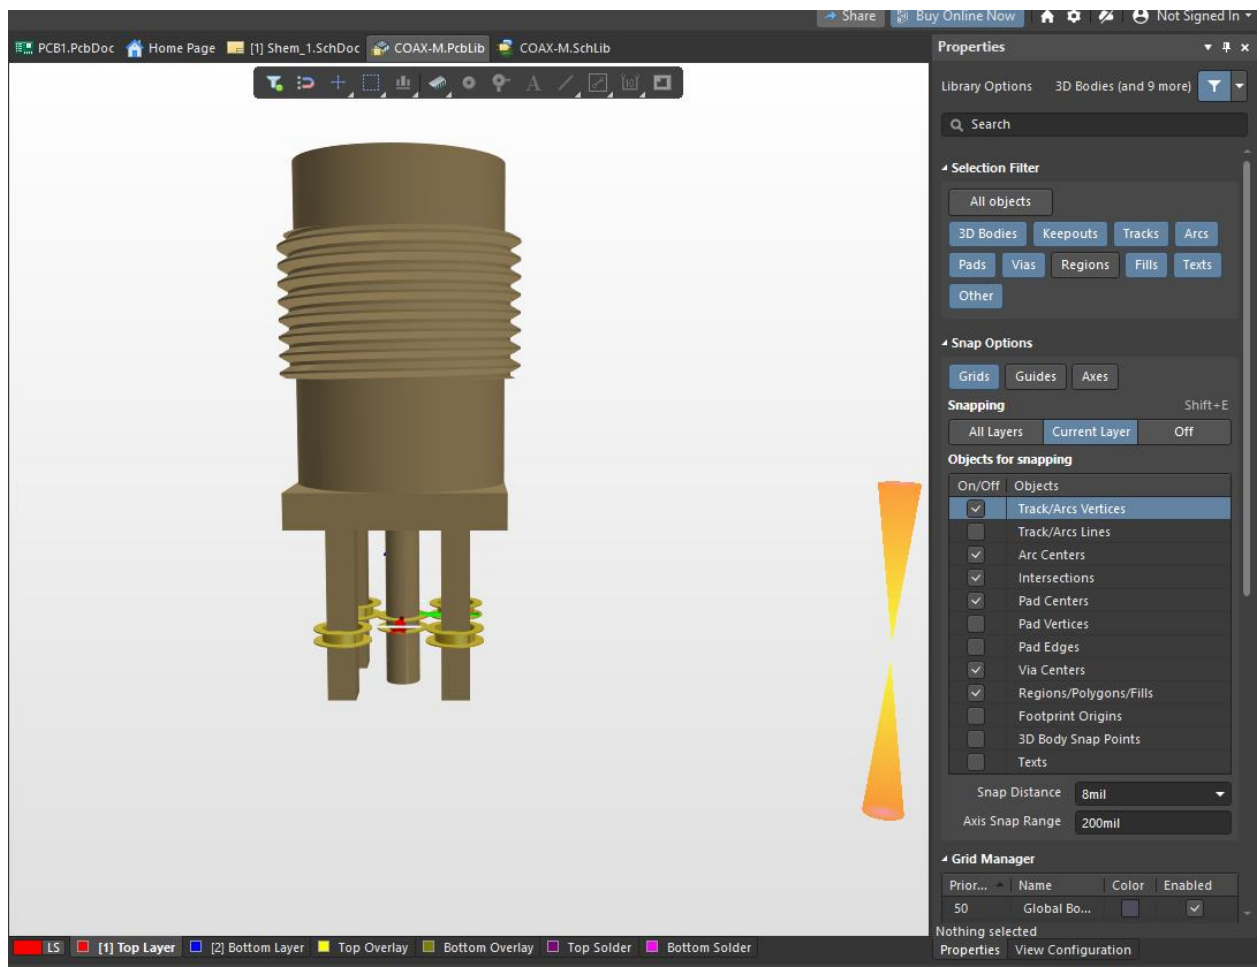 Share Buy Online Now Not Signed In
PCB1.PcbDoc Home Page [1] Shem_1.SchDoc COAX-M.PcbLib COAX-M.SchLib
Properties
Library Options 3D Bodies (and 9 more)
Search
Selection Filter
All objects
3D Bodies Keepouts Tracks Arcs
Pads Vias Regions Fills Texts
Other
Snap Options
Grids Guides Axes
Snapping Shift+E
All Layers Current Layer Off
Objects for snapping
On/Off Objects
Track/Arcs Vertices
Track/Arcs Lines
Arc Centers
Intersections
Pad Centers
Pad Vertices
Pad Edges
Via Centers
Regions/Polygons/Fills
Footprint Origins
3D Body Snap Points
Texts
Snap Distance 8mil
Axis Snap Range 200mil
Grid Manager
Prior... Name Color Enabled
50 Global Bo...
Nothing selected
Properties View Configuration
LS [1] Top Layer [2] Bottom Layer Top Overlay Bottom Overlay Top Solder Bottom Solder